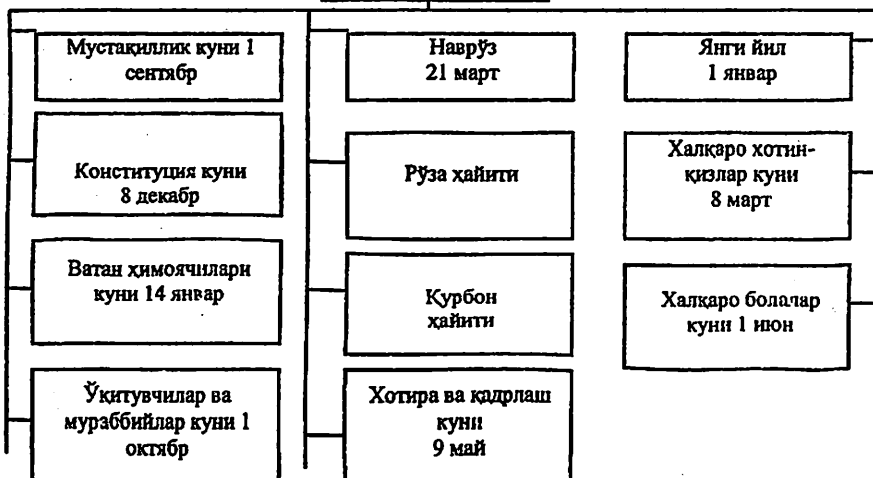 Мустақиллик куни 1
сентябр
Конституция куни
8 декабр
Ватан ҳимоячилари
куни 14 январ
Ўқитувчилар ва
мураббийлар куни 1
октябр
Наврўз
21 март
Рўза ҳайити
Қурбон
ҳайити
Хотира ва қадрлаш
куни
9 май
Янги йил
1 январ
Халқаро хотин-
қизлар куни
8 март
Халқаро болалар
куни 1 июн